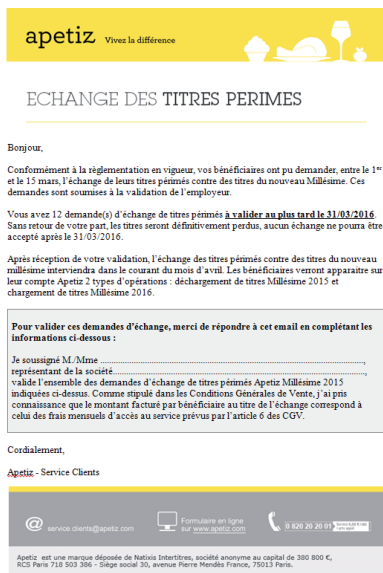 apetiz Vivez la différence
ECHANGE DES TITRES PERIMES
Bonjour,
Conformément à la règlementation en vigueur, vos bénéficiaires ont pu demander, entre le 1er
et le 15 mars, l'échange de leurs titres périmés contre des titres du nouveau Millésime. Ces
demandes sont soumises à la validation de l'employeur.
Vous avez 12 demande(s) d'échange de titres périmés à valider au plus tard le 31/03/2016.
Sans retour de votre part, les titres seront définitivement perdus, aucun échange ne pourra être
accepté après le 31/03/2016.
Après réception de votre validation, l'échange des titres périmés contre des titres du nouveau
millésime interviendra dans le courant du mois d'avril. Les bénéficiaires verront apparaitre sur
leur compte Apetiz 2 types d'opérations : déchargement de titres Millésime 2015 et
chargement de titres Millésime 2016.
Pour valider ces demandes d'échange, merci de répondre à cet email en complétant les
informations ci-dessous :
Je soussigné M./Mme ..............................................................................................,
représentant de la société..........................................................................................,
valide l'ensemble des demandes d'échange de titres périmés Apetiz Millésime 2015
indiquées ci-dessus. Comme stipulé dans les Conditions Générales de Vente, j'ai pris
connaissance que le montant facturé par bénéficiaire au titre de l'échange correspond à
celui des frais mensuels d'accès au service prévus par l'article 6 des CGV.
Cordialement,
Apetiz - Service Clients
@ service.clients@apetiz.com
Formulaire en ligne
sur www.apetiz.com
0 820 20 20 01
Apetiz est une marque déposée de Natixis Intertitres, société anonyme au capital de 380 800 €,
RCS Paris 718 503 386 - Siège social 30, avenue Pierre Mendès France, 75013 Paris.